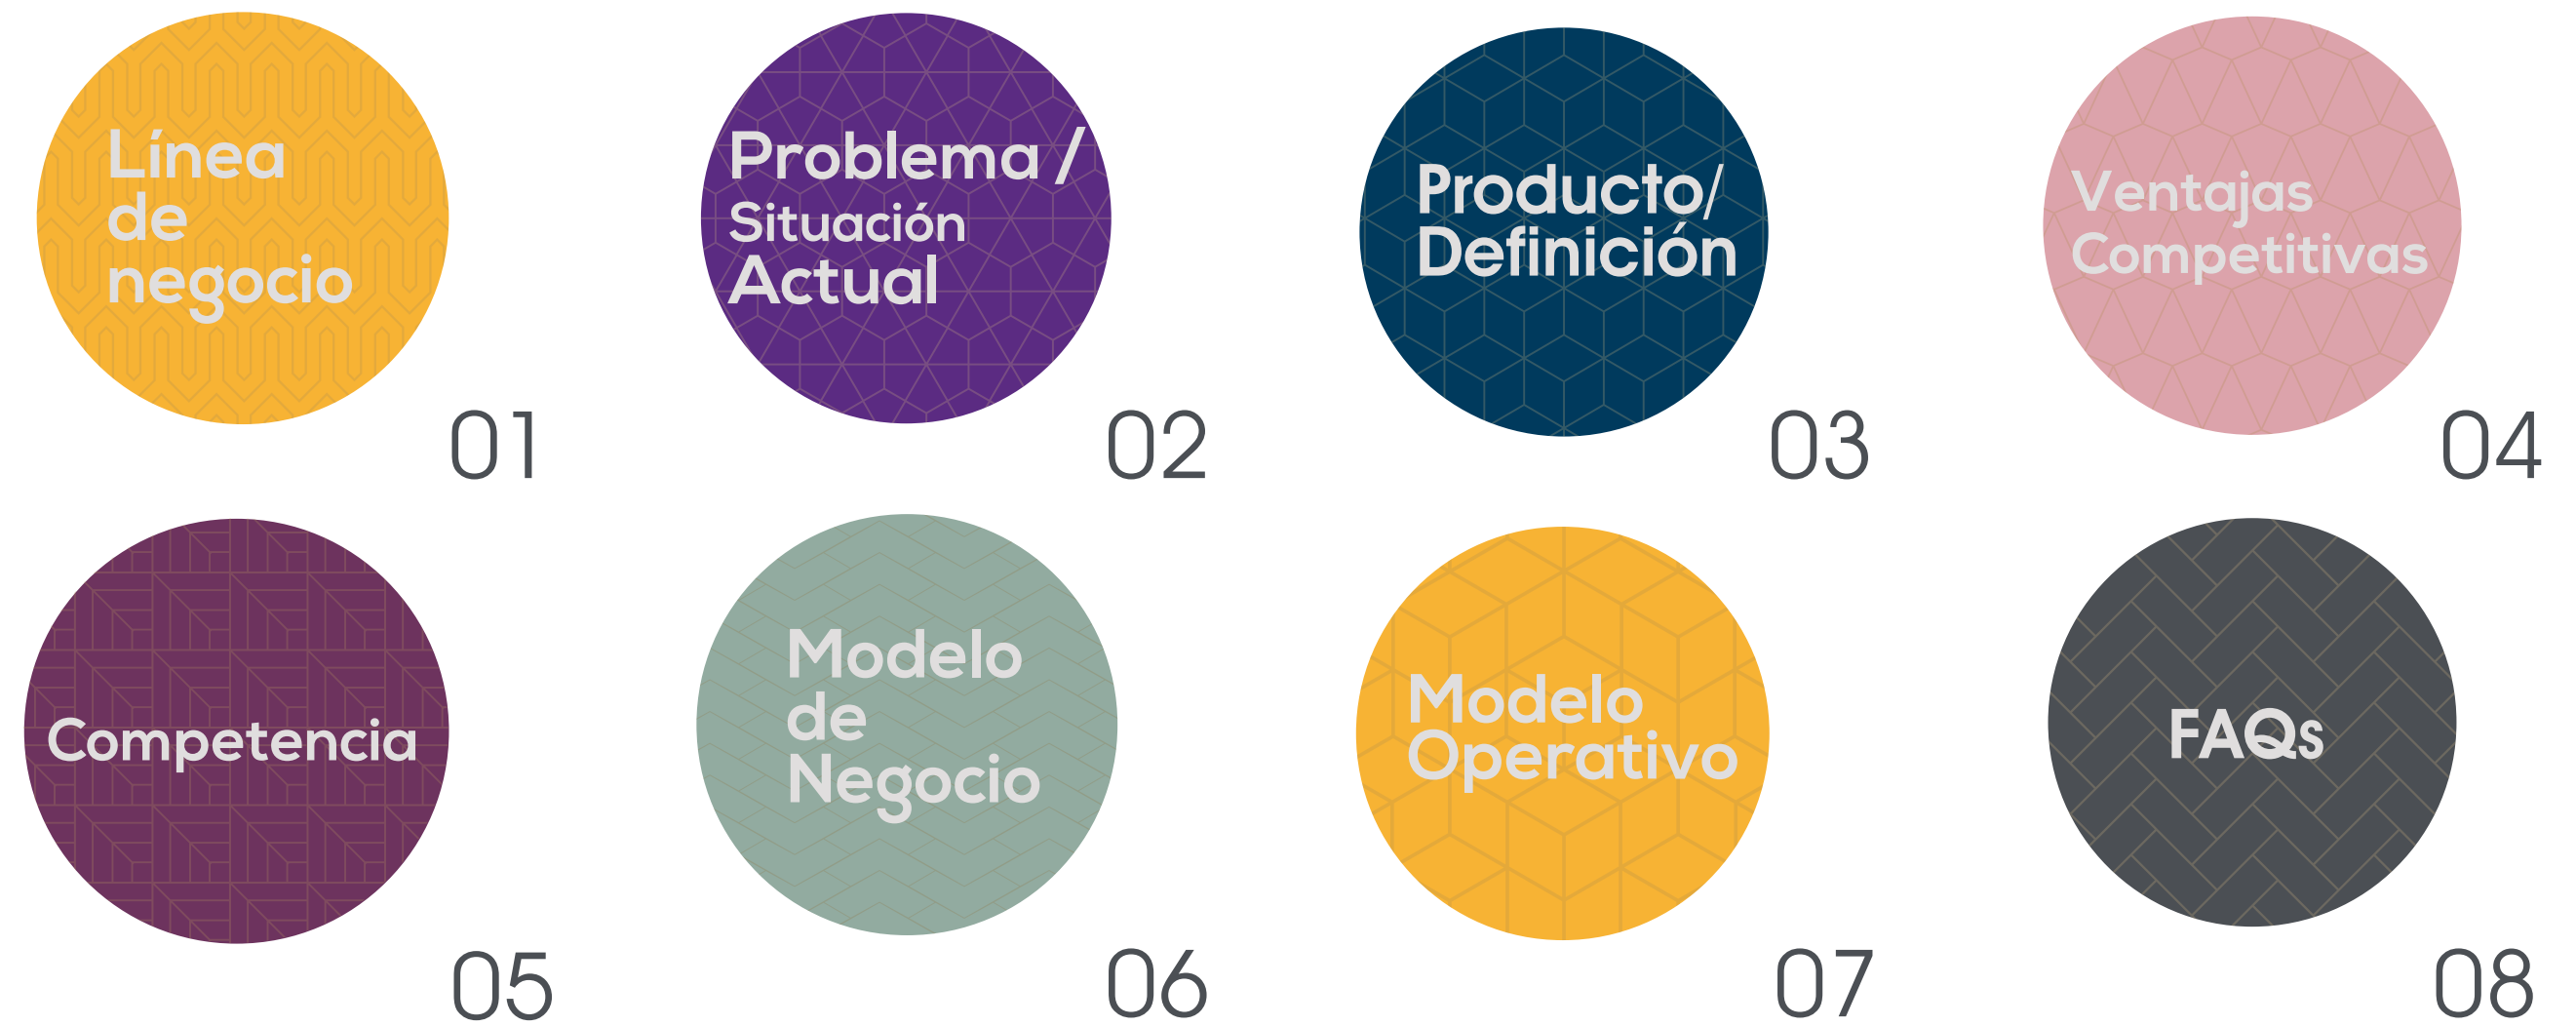 Línea
de
negocio
01
Problema /
Situación
Actual
02
Producto/
Definición
03
Ventajas
Competitivas
04
Competencia
05
Modelo
de
Negocio
06
Modelo
Operativo
07
FAQs
08